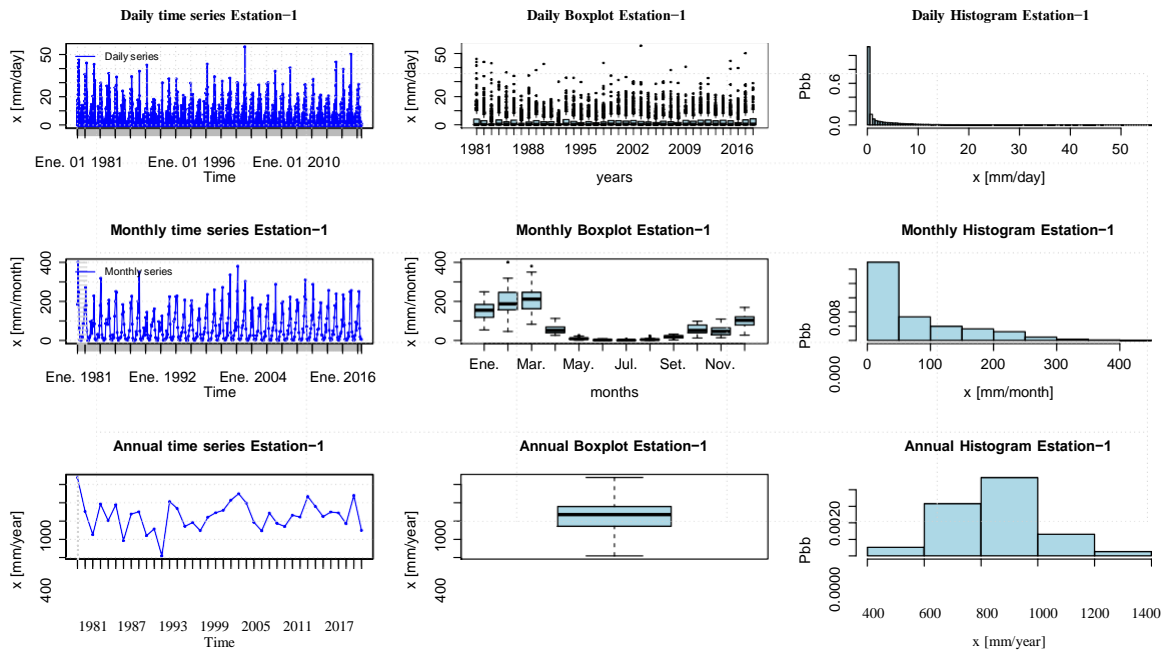 Daily time series Estation−1
x [mm/day]
50
20
0
Daily series
Ene. 01 1981
Ene. 01 1996
Ene. 01 2010
Time
Daily Boxplot Estation−1
x [mm/day]
50
20
0
1981
1988
1995
2002
2009
2016
years
Daily Histogram Estation−1
Pbb
0.6
0.0
0
10
20
30
40
50
x [mm/day]
Monthly time series Estation−1
x [mm/month]
400
200
0
Monthly series
Ene. 1981
Ene. 1992
Ene. 2004
Ene. 2016
Time
Monthly Boxplot Estation−1
x [mm/month]
400
200
0
Ene.
Mar.
May.
Jul.
Set.
Nov.
months
Monthly Histogram Estation−1
Pbb
0.008
0.000
0
100
200
300
400
x [mm/month]
Annual time series Estation−1
x [mm/year]
1000
400
1981
1987
1993
1999
2005
2011
2017
Time
Annual Boxplot Estation−1
x [mm/year]
1000
400
Annual Histogram Estation−1
Pbb
0.0020
0.0000
400
600
800
1000
1200
1400
x [mm/year]